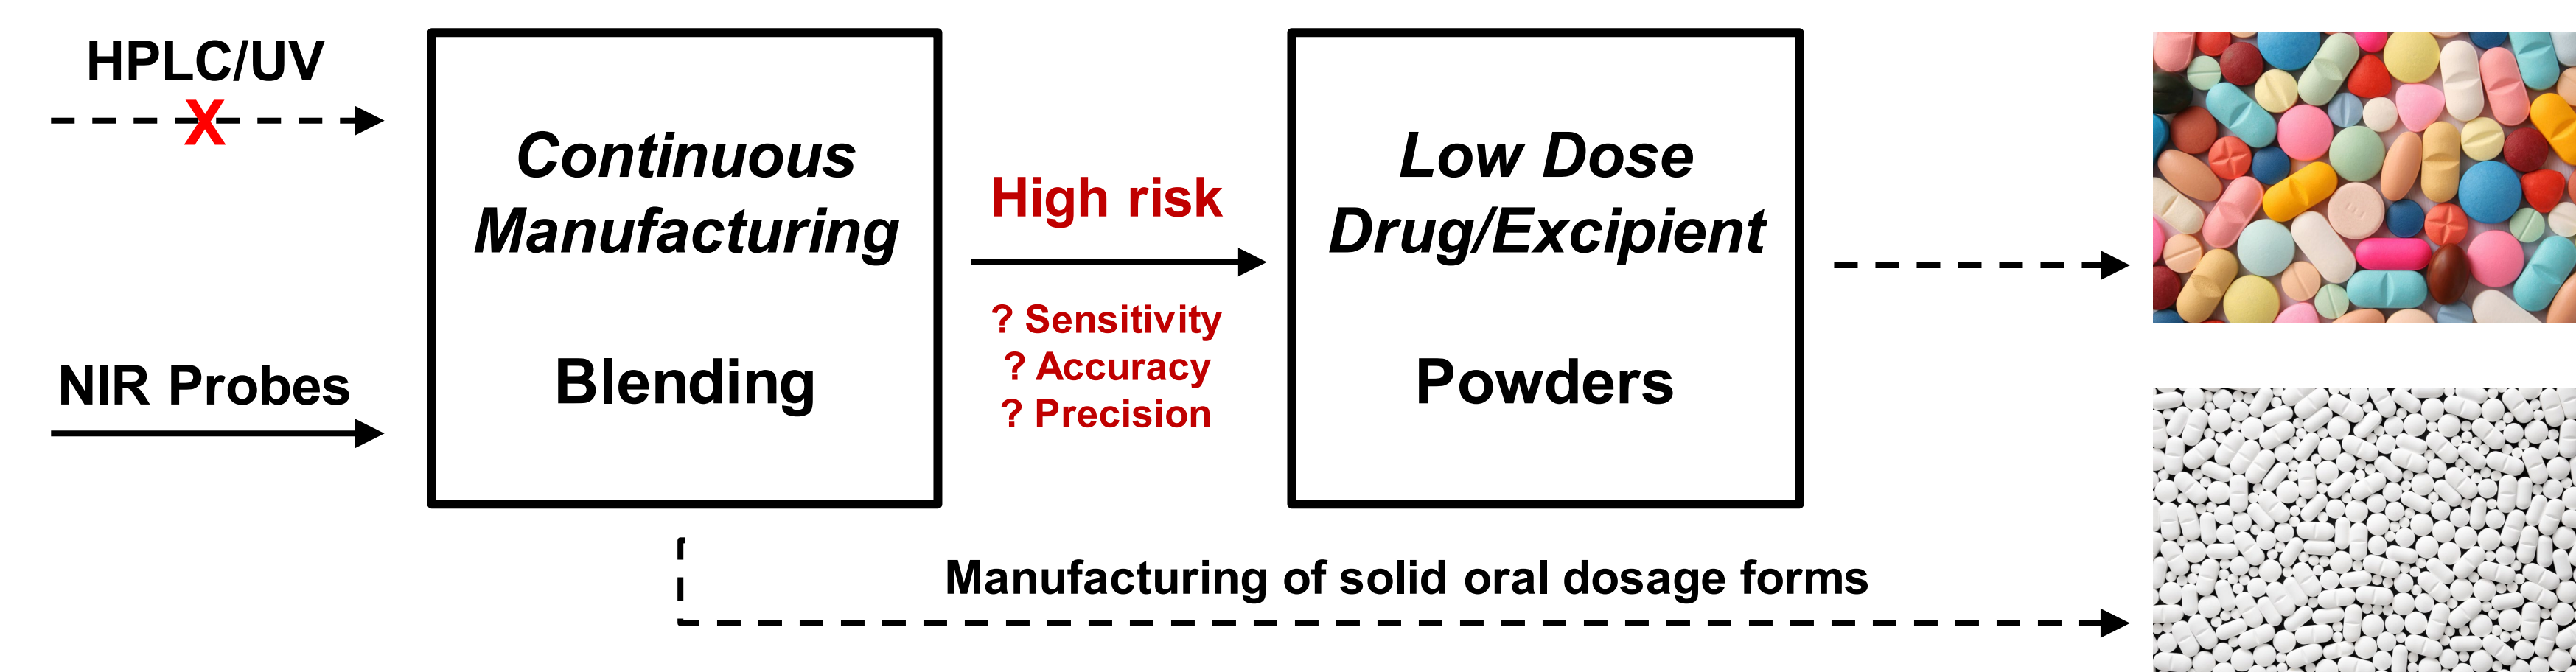 HPLC/UV
X
NIR Probes
Continuous
Manufacturing
Blending
High risk
? Sensitivity
? Accuracy
? Precision
Low Dose
Drug/Excipient
Powders
Manufacturing of solid oral dosage forms